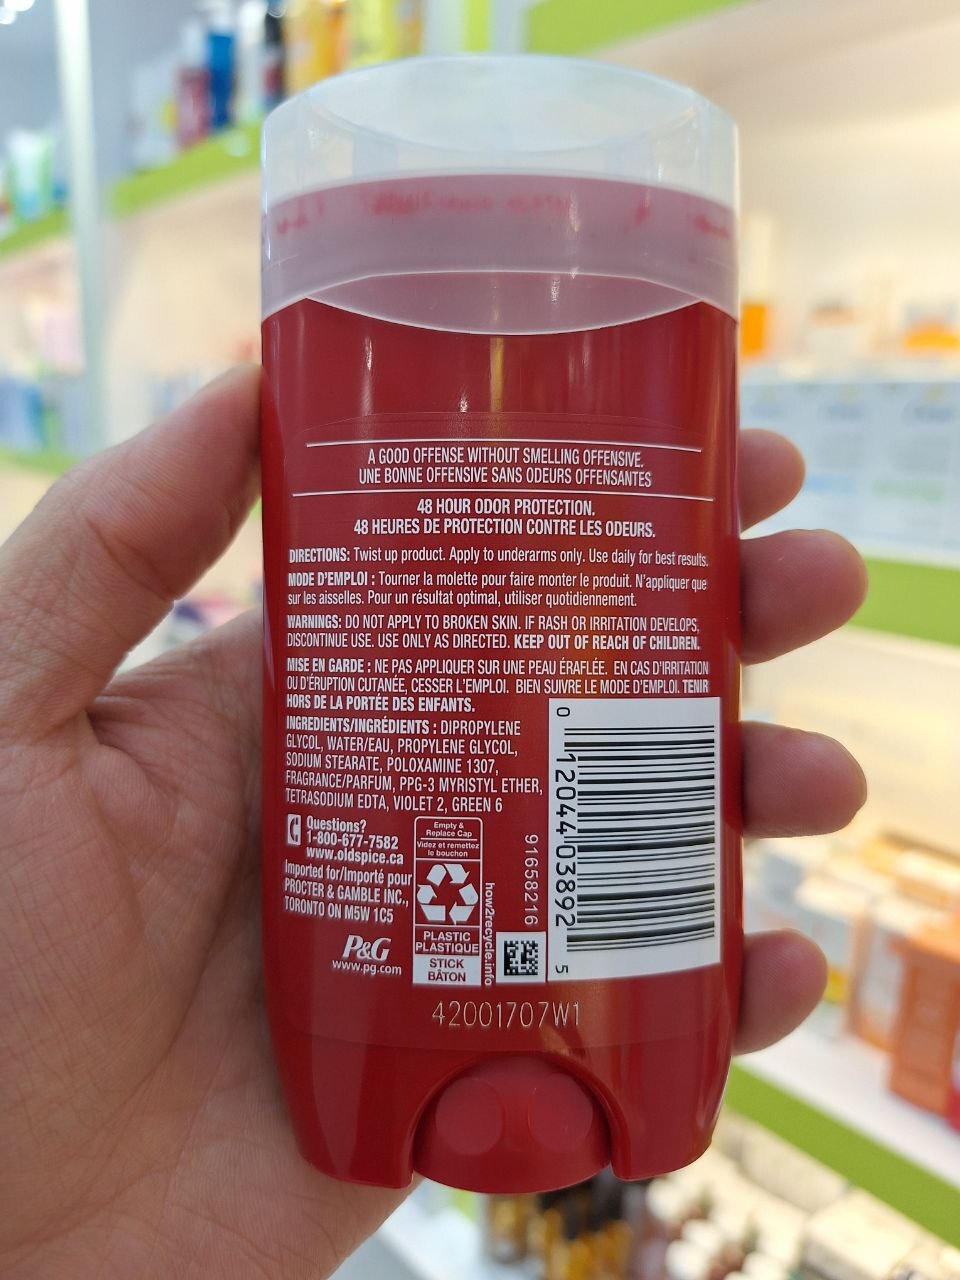 A GOOD OFFENSE WITHOUT SMELLING OFFENSIVE.
UNE BONNE OFFENSIVE SANS ODEURS OFFENSANTES
48 HOUR ODOR PROTECTION.
48 HEURES DE PROTECTION CONTRE LES ODEURS.
DIRECTIONS: Twist up product. Apply to underarms only. Use daily for best results.
MODE D'EMPLOI : Tourner la molette pour faire monter le produit. N'appliquer que
sur les aisselles. Pour un résultat optimal, utiliser quotidiennement.
WARNINGS: DO NOT APPLY TO BROKEN SKIN. IF RASH OR IRRITATION DEVELOPS,
DISCONTINUE USE. USE ONLY AS DIRECTED. KEEP OUT OF REACH OF CHILDREN.
MISE EN GARDE : NE PAS APPLIQUER SUR UNE PEAU ÉRAFLÉE. EN CAS D'IRRITATION
OU D'ÉRUPTION CUTANÉE, CESSER L'EMPLOI. BIEN SUIVRE LE MODE D'EMPLOI. TENIR
HORS DE LA PORTÉE DES ENFANTS.
INGREDIENTS/INGRÉDIENTS : DIPROPYLENE
GLYCOL, WATER/EAU, PROPYLENE GLYCOL,
SODIUM STEARATE, POLOXAMINE 1307,
FRAGRANCE/PARFUM, PPG-3 MYRISTYL ETHER,
TETRASODIUM EDTA, VIOLET 2, GREEN 6
Questions?
1-800-677-7582
www.oldspice.ca
Imported for/Importé pour
PROCTER & GAMBLE INC.,
TORONTO ON M5W 1C5
P&G
www.pg.com
Empty &
Replace Cap
Videz et remettez
le bouchon
PLASTIC
PLASTIQUE
STICK
BÂTON
how2recycle.info
91658216
0 12044 03892 5
42001707W1